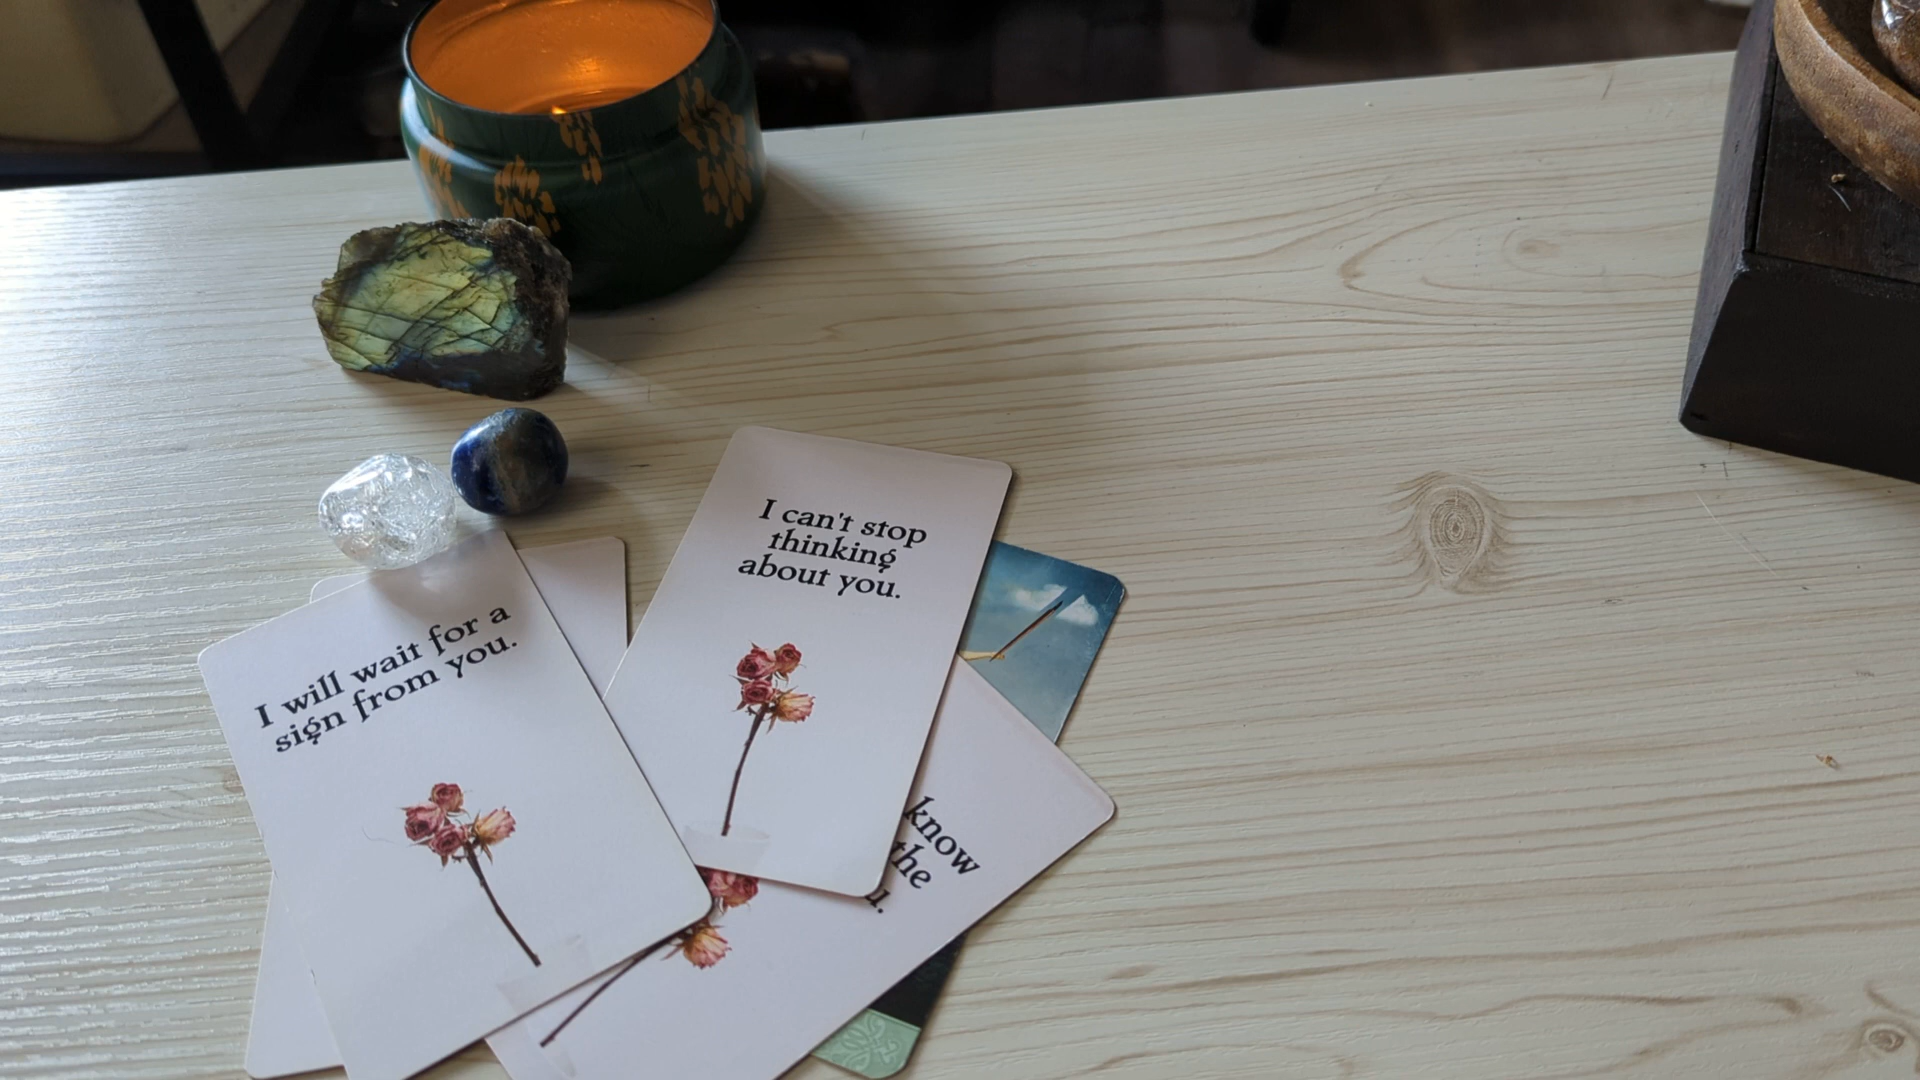 I can't stop
thinking
about you.
I will wait for a
sign from you.
know
the
u.